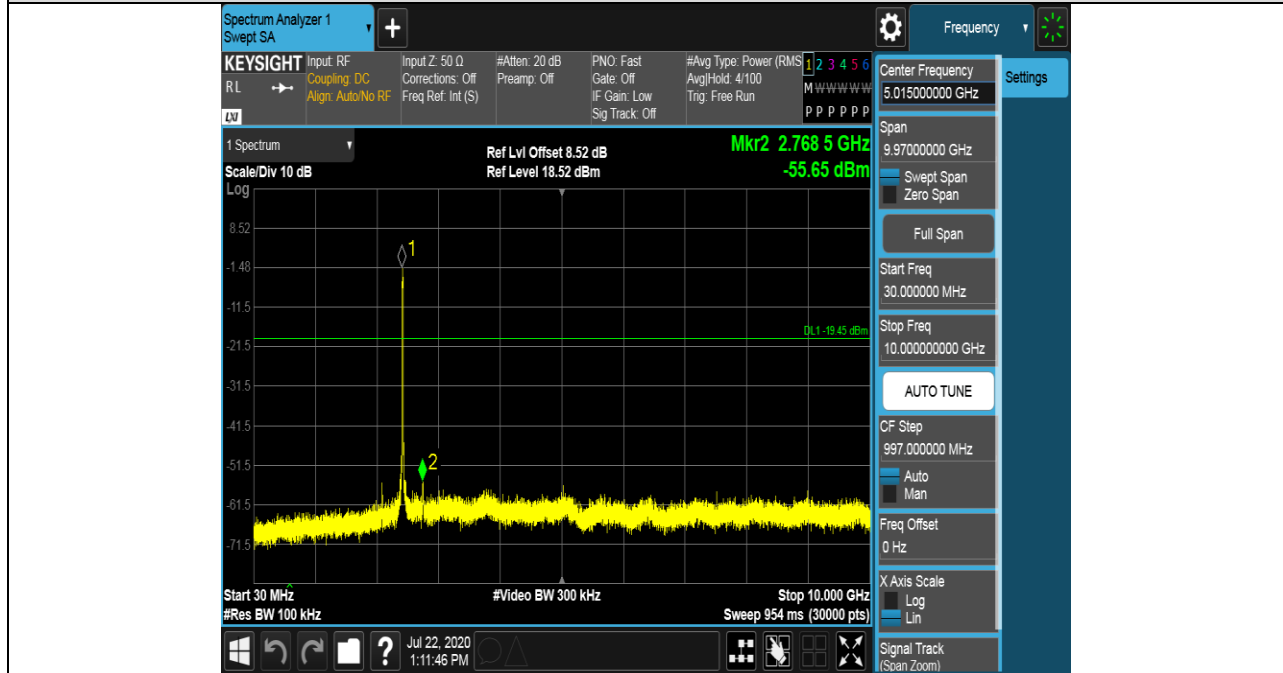 Spectrum Analyzer 1
Swept SA
+
Frequency
KEYSIGHT
RL
LXI
Input: RF
Coupling: DC
Align: Auto/No RF
Input Z: 50 Ω
Corrections: Off
Freq Ref: Int (S)
#Atten: 20 dB
Preamp: Off
PNO: Fast
Gate: Off
IF Gain: Low
Sig Track: Off
#Avg Type: Power (RMS
Avg|Hold: 4/100
Trig: Free Run
1 2 3 4 5 6
M W W W W W
P P P P P P
1 Spectrum
Scale/Div 10 dB
Ref Lvl Offset 8.52 dB
Ref Level 18.52 dBm
Mkr2 2.768 5 GHz
-55.65 dBm
Log
8.52
-1.48
-11.5
-21.5
-31.5
-41.5
-51.5
-61.5
-71.5
1
2
DL1 -19.45 dBm
Start 30 MHz
#Res BW 100 kHz
#Video BW 300 kHz
Stop 10.000 GHz
Sweep 954 ms (30000 pts)
?
Jul 22, 2020
1:11:46 PM
Center Frequency
5.015000000 GHz
Settings
Span
9.97000000 GHz
Swept Span
Zero Span
Full Span
Start Freq
30.000000 MHz
Stop Freq
10.000000000 GHz
AUTO TUNE
CF Step
997.000000 MHz
Auto
Man
Freq Offset
0 Hz
X Axis Scale
Log
Lin
Signal Track
(Span Zoom)